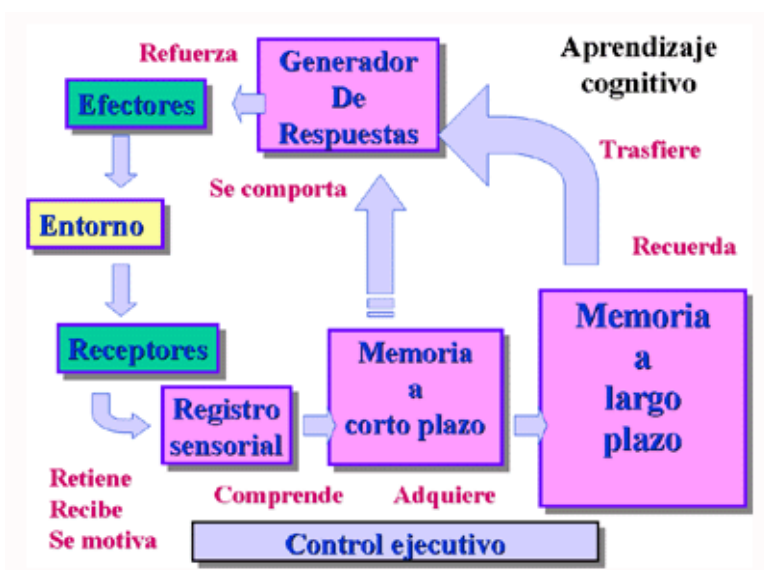 Aprendizaje
cognitivo
Refuerza
Generador
De
Respuestas
Efectores
Trasfiere
Se comporta
Entorno
Recuerda
Receptores
Memoria
a
corto plazo
Memoria
a
largo
plazo
Registro
sensorial
Retiene
Recibe
Se motiva
Comprende
Adquiere
Control ejecutivo